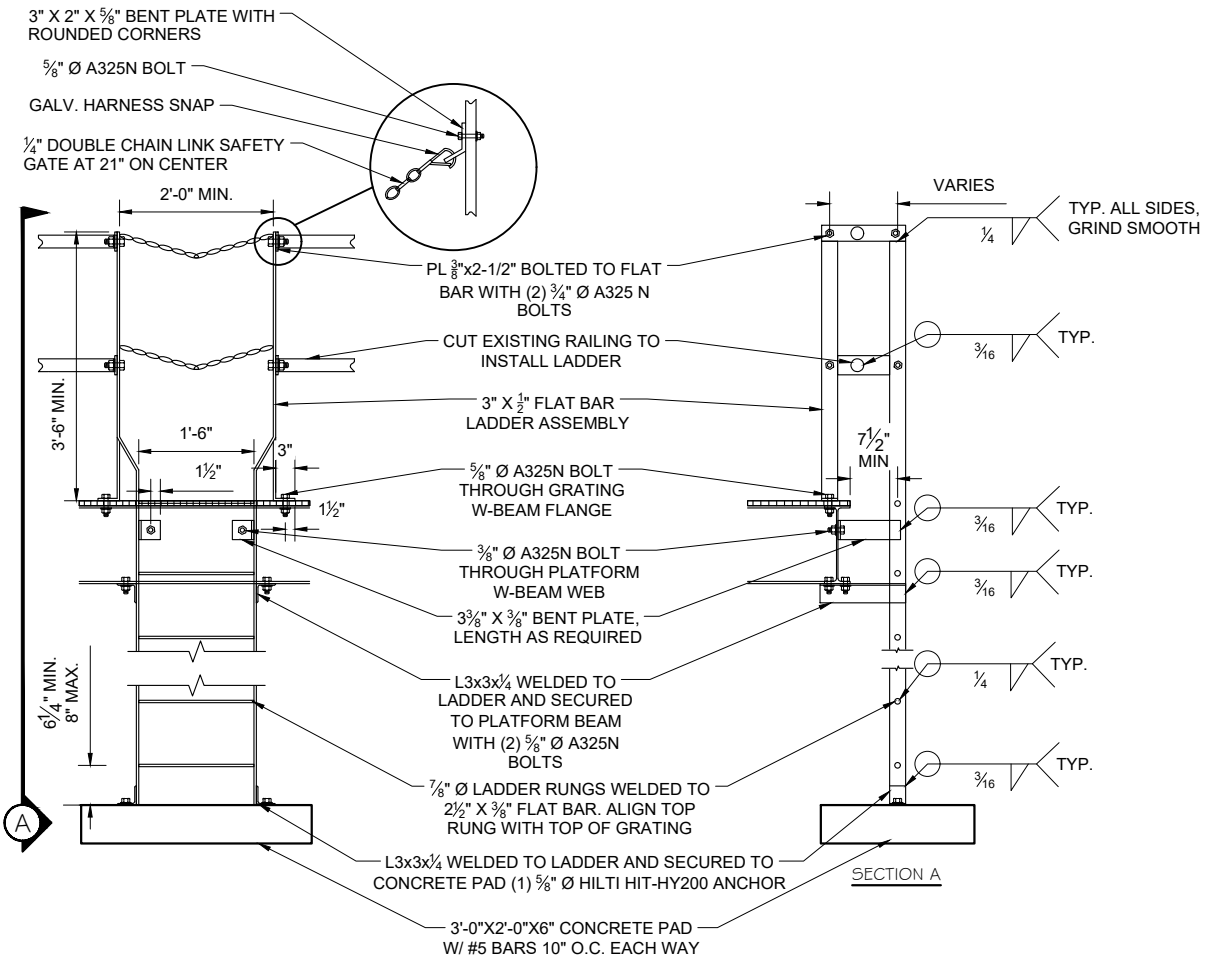 3" X 2" X ⅝" BENT PLATE WITH
ROUNDED CORNERS
⅝" Ø A325N BOLT
GALV. HARNESS SNAP
¼" DOUBLE CHAIN LINK SAFETY
GATE AT 21" ON CENTER
2'-0" MIN.
3'-6" MIN.
1'-6"
1½"
3"
1½"
6¼" MIN.
8" MAX.
A
PL ⅜"x2-1/2" BOLTED TO FLAT
BAR WITH (2) ¾" Ø A325 N
BOLTS
CUT EXISTING RAILING TO
INSTALL LADDER
3" X ½" FLAT BAR
LADDER ASSEMBLY
⅝" Ø A325N BOLT
THROUGH GRATING
W-BEAM FLANGE
⅜" Ø A325N BOLT
THROUGH PLATFORM
W-BEAM WEB
3⅜" X ⅜" BENT PLATE,
LENGTH AS REQUIRED
L3x3x¼ WELDED TO
LADDER AND SECURED
TO PLATFORM BEAM
WITH (2) ⅝" Ø A325N
BOLTS
⅞" Ø LADDER RUNGS WELDED TO
2½" X ⅜" FLAT BAR. ALIGN TOP
RUNG WITH TOP OF GRATING
L3x3x¼ WELDED TO LADDER AND SECURED TO
CONCRETE PAD (1) ⅝" Ø HILTI HIT-HY200 ANCHOR
3'-0"X2'-0"X6" CONCRETE PAD
W/ #5 BARS 10" O.C. EACH WAY
VARIES
TYP. ALL SIDES,
GRIND SMOOTH
¼
3⁄16
TYP.
7½"
MIN
3⁄16
TYP.
3⁄16
TYP.
¼
TYP.
3⁄16
TYP.
SECTION A